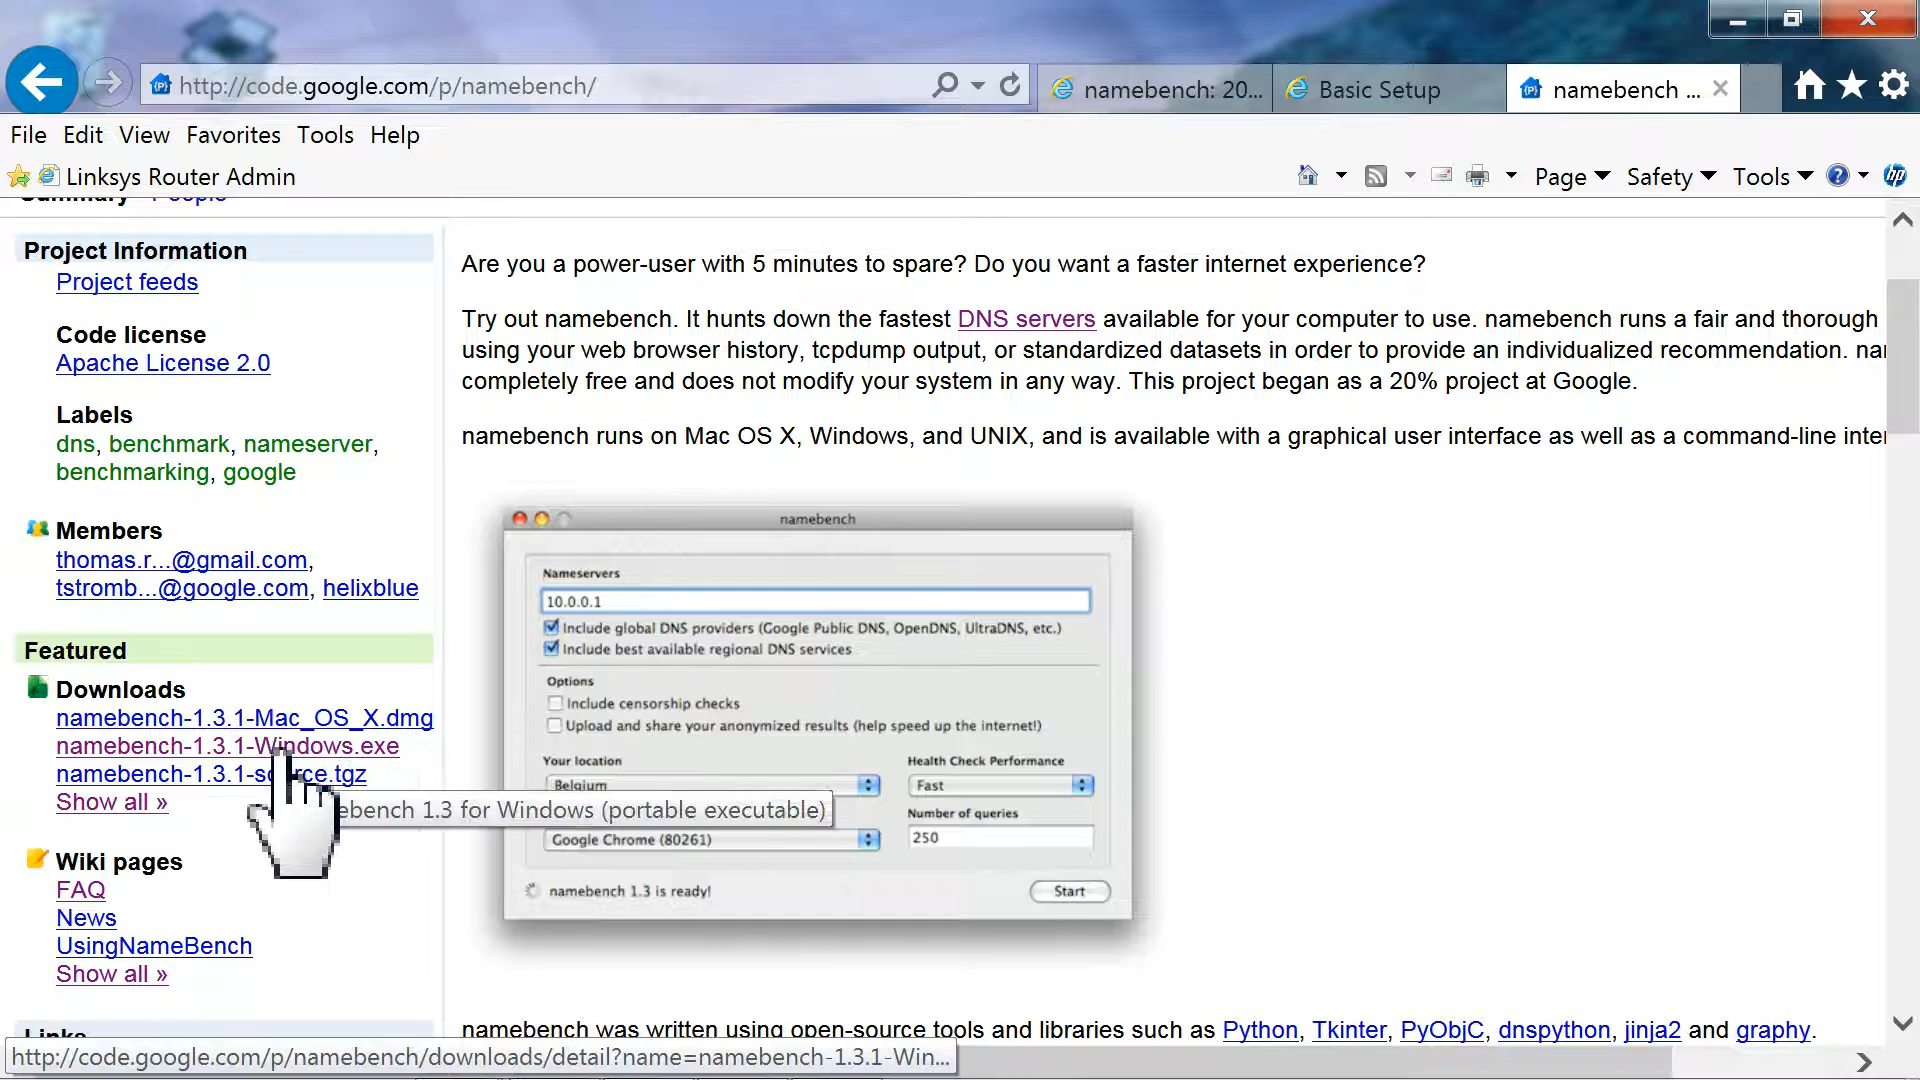 http://code.google.com/p/namebench/
namebench: 20...
Basic Setup
namebench ...
File Edit View Favorites Tools Help
Linksys Router Admin
Page Safety Tools
Summary People
Project Information
Project feeds
Code license
Apache License 2.0
Labels
dns, benchmark, nameserver,
benchmarking, google
Members
thomas.r...@gmail.com,
tstromb...@google.com, helixblue
Featured
Downloads
namebench-1.3.1-Mac_OS_X.dmg
namebench-1.3.1-Windows.exe
namebench-1.3.1-source.tgz
Show all »
ebench 1.3 for Windows (portable executable)
Wiki pages
FAQ
News
UsingNameBench
Show all »
Links
Are you a power-user with 5 minutes to spare? Do you want a faster internet experience?
Try out namebench. It hunts down the fastest DNS servers available for your computer to use. namebench runs a fair and thorough
using your web browser history, tcpdump output, or standardized datasets in order to provide an individualized recommendation. nar
completely free and does not modify your system in any way. This project began as a 20% project at Google.
namebench runs on Mac OS X, Windows, and UNIX, and is available with a graphical user interface as well as a command-line inter
namebench
Nameservers
10.0.0.1
Include global DNS providers (Google Public DNS, OpenDNS, UltraDNS, etc.)
Include best available regional DNS services
Options
Include censorship checks
Upload and share your anonymized results (help speed up the internet!)
Your location
Health Check Performance
Belgium
Fast
Number of queries
Google Chrome (80261)
250
namebench 1.3 is ready!
Start
namebench was written using open-source tools and libraries such as Python, Tkinter, PyObjC, dnspython, jinja2 and graphy.
http://code.google.com/p/namebench/downloads/detail?name=namebench-1.3.1-Win...